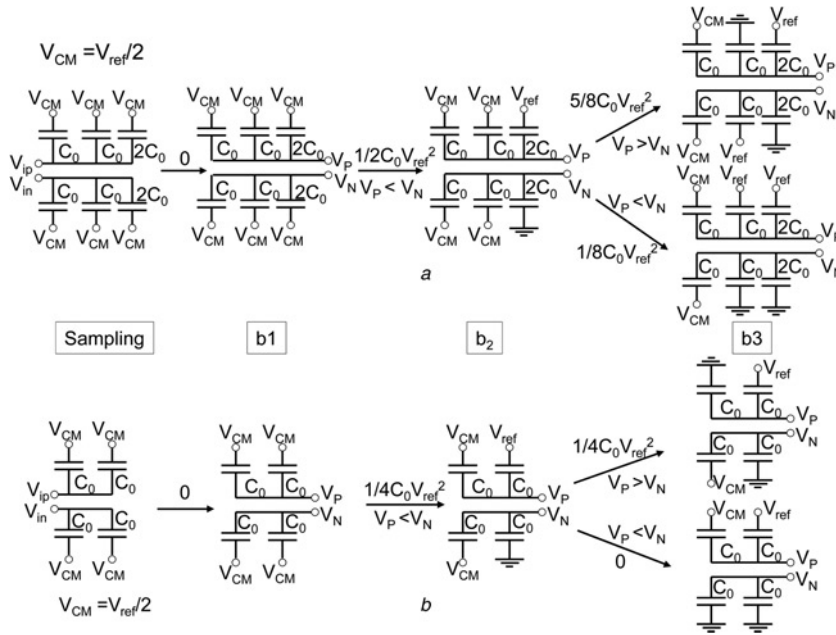 V_CM = V_ref/2
V_CM V_CM V_CM
C_0 C_0 2C_0
V_ip
V_in
C_0 C_0 2C_0
V_CM V_CM V_CM
0
V_CM V_CM V_CM
C_0 C_0 2C_0 V_P
C_0 C_0 2C_0 V_N
V_CM V_CM V_CM
1/2C_0V_ref^2
V_P < V_N
V_CM V_CM V_ref
C_0 C_0 2C_0 V_P
C_0 C_0 2C_0 V_N
V_CM V_CM
5/8C_0V_ref^2
V_P>V_N
V_CM V_ref
C_0 C_0 2C_0 V_P
C_0 C_0 2C_0 V_N
V_CM V_ref
V_P<V_N
1/8C_0V_ref^2
V_CM V_ref V_ref
C_0 C_0 2C_0
C_0 C_0 2C_0
V_CM
a
Sampling b1 b_2 b3
V_CM V_CM
C_0 C_0
V_ip
V_in
C_0 C_0
V_CM V_CM
V_CM = V_ref/2
0
V_CM V_CM
C_0 C_0 V_P
C_0 C_0 V_N
V_CM V_CM
1/4C_0V_ref^2
V_P<V_N
V_CM V_ref
C_0 C_0 V_P
C_0 C_0 V_N
V_CM
1/4C_0V_ref^2
V_P>V_N
V_ref
C_0 C_0 V_P
C_0 C_0 V_N
V_CM
V_P<V_N
0
V_CM V_ref
C_0 C_0 V_P
C_0 C_0 V_N
b